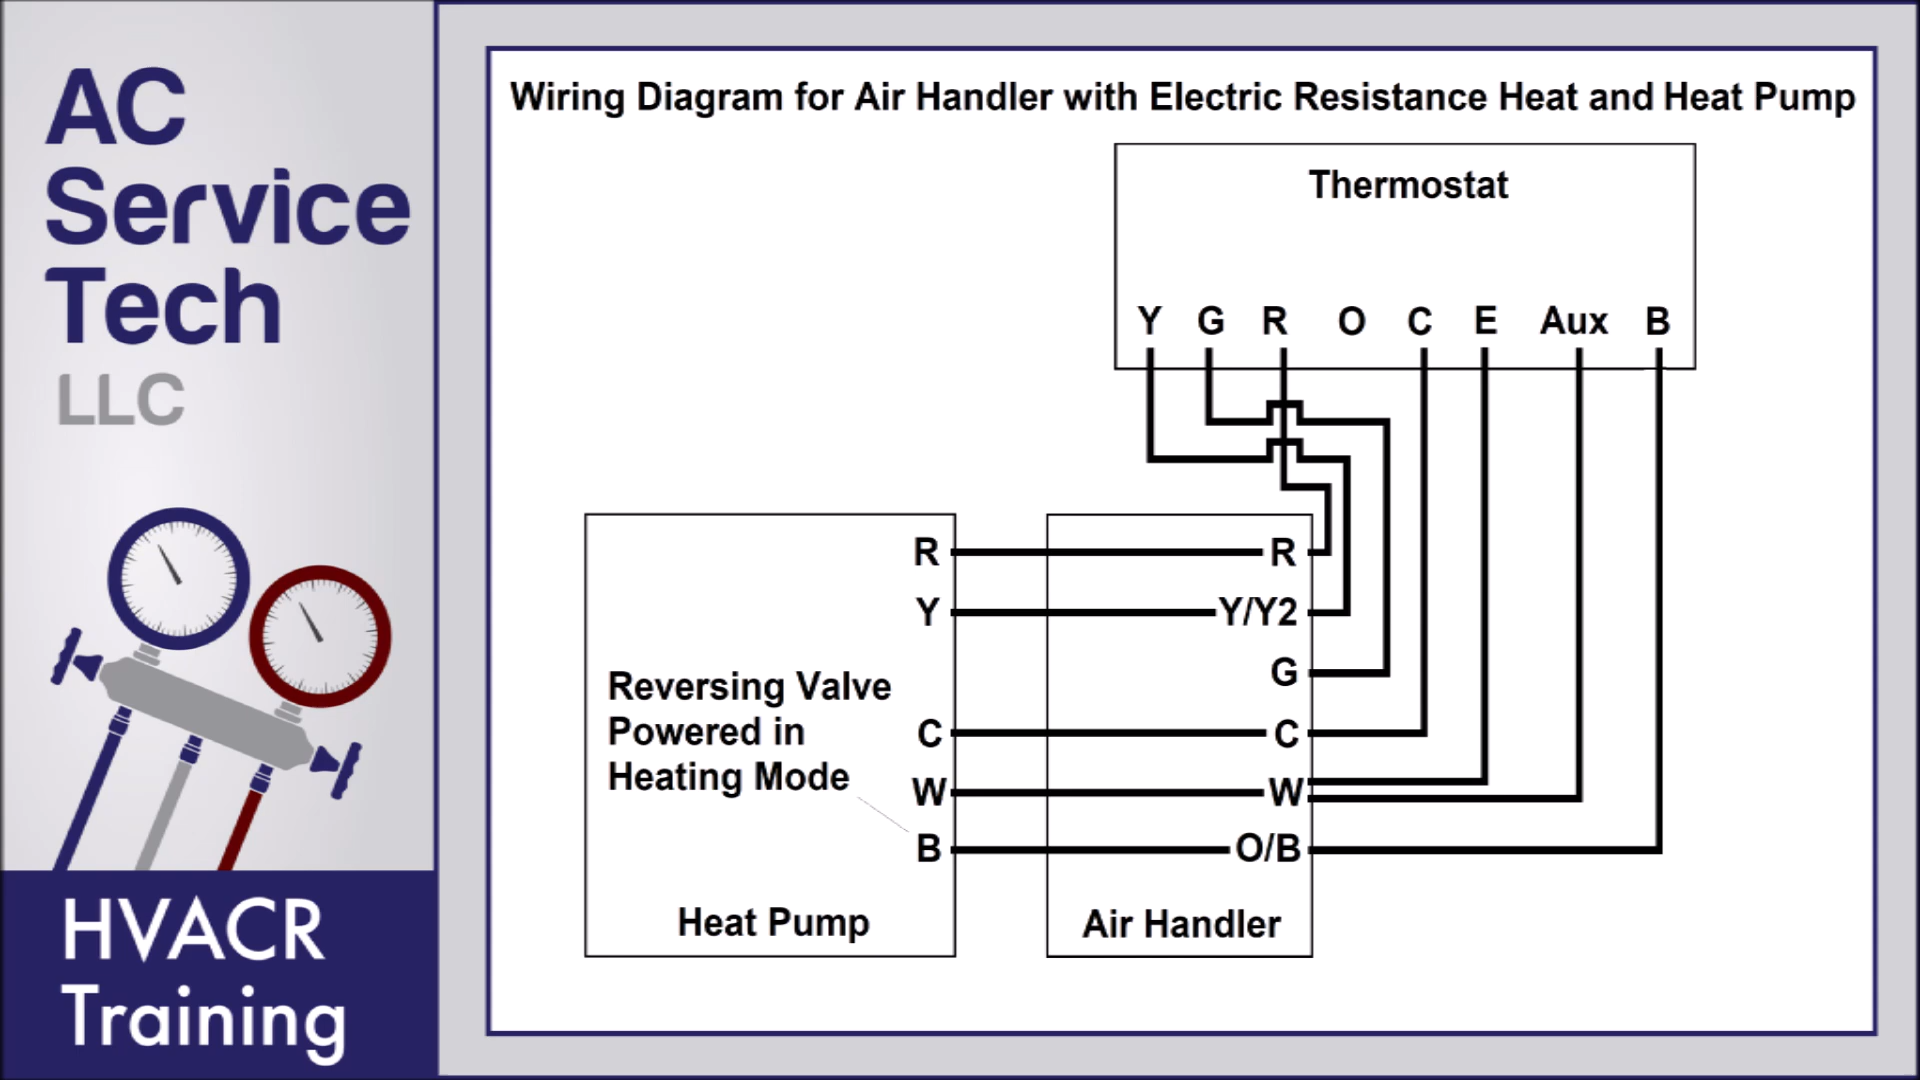 AC
Service
Tech
LLC
HVACR
Training
Wiring Diagram for Air Handler with Electric Resistance Heat and Heat Pump
Thermostat
Y G R O C E Aux B
R R
Y Y/Y2
G
Reversing Valve
Powered in
Heating Mode
C C
W W
B O/B
Heat Pump
Air Handler